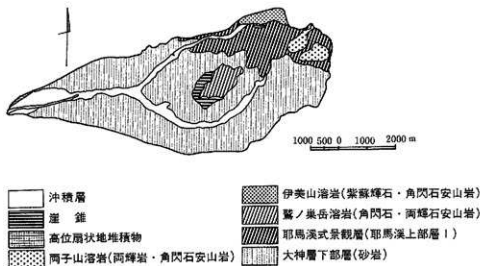 1000 500 0 1000 2000 m
沖積層
崖錐
高位扇状地堆積物
両子山溶岩(両輝岩・角閃石安山岩)
伊美山溶岩(紫蘇輝石・角閃石安山岩)
鷲ノ巣岳溶岩(角閃石・両輝石安山岩)
耶馬渓式景観層(耶馬渓上部層Ⅰ)
大神層下部層(砂岩)